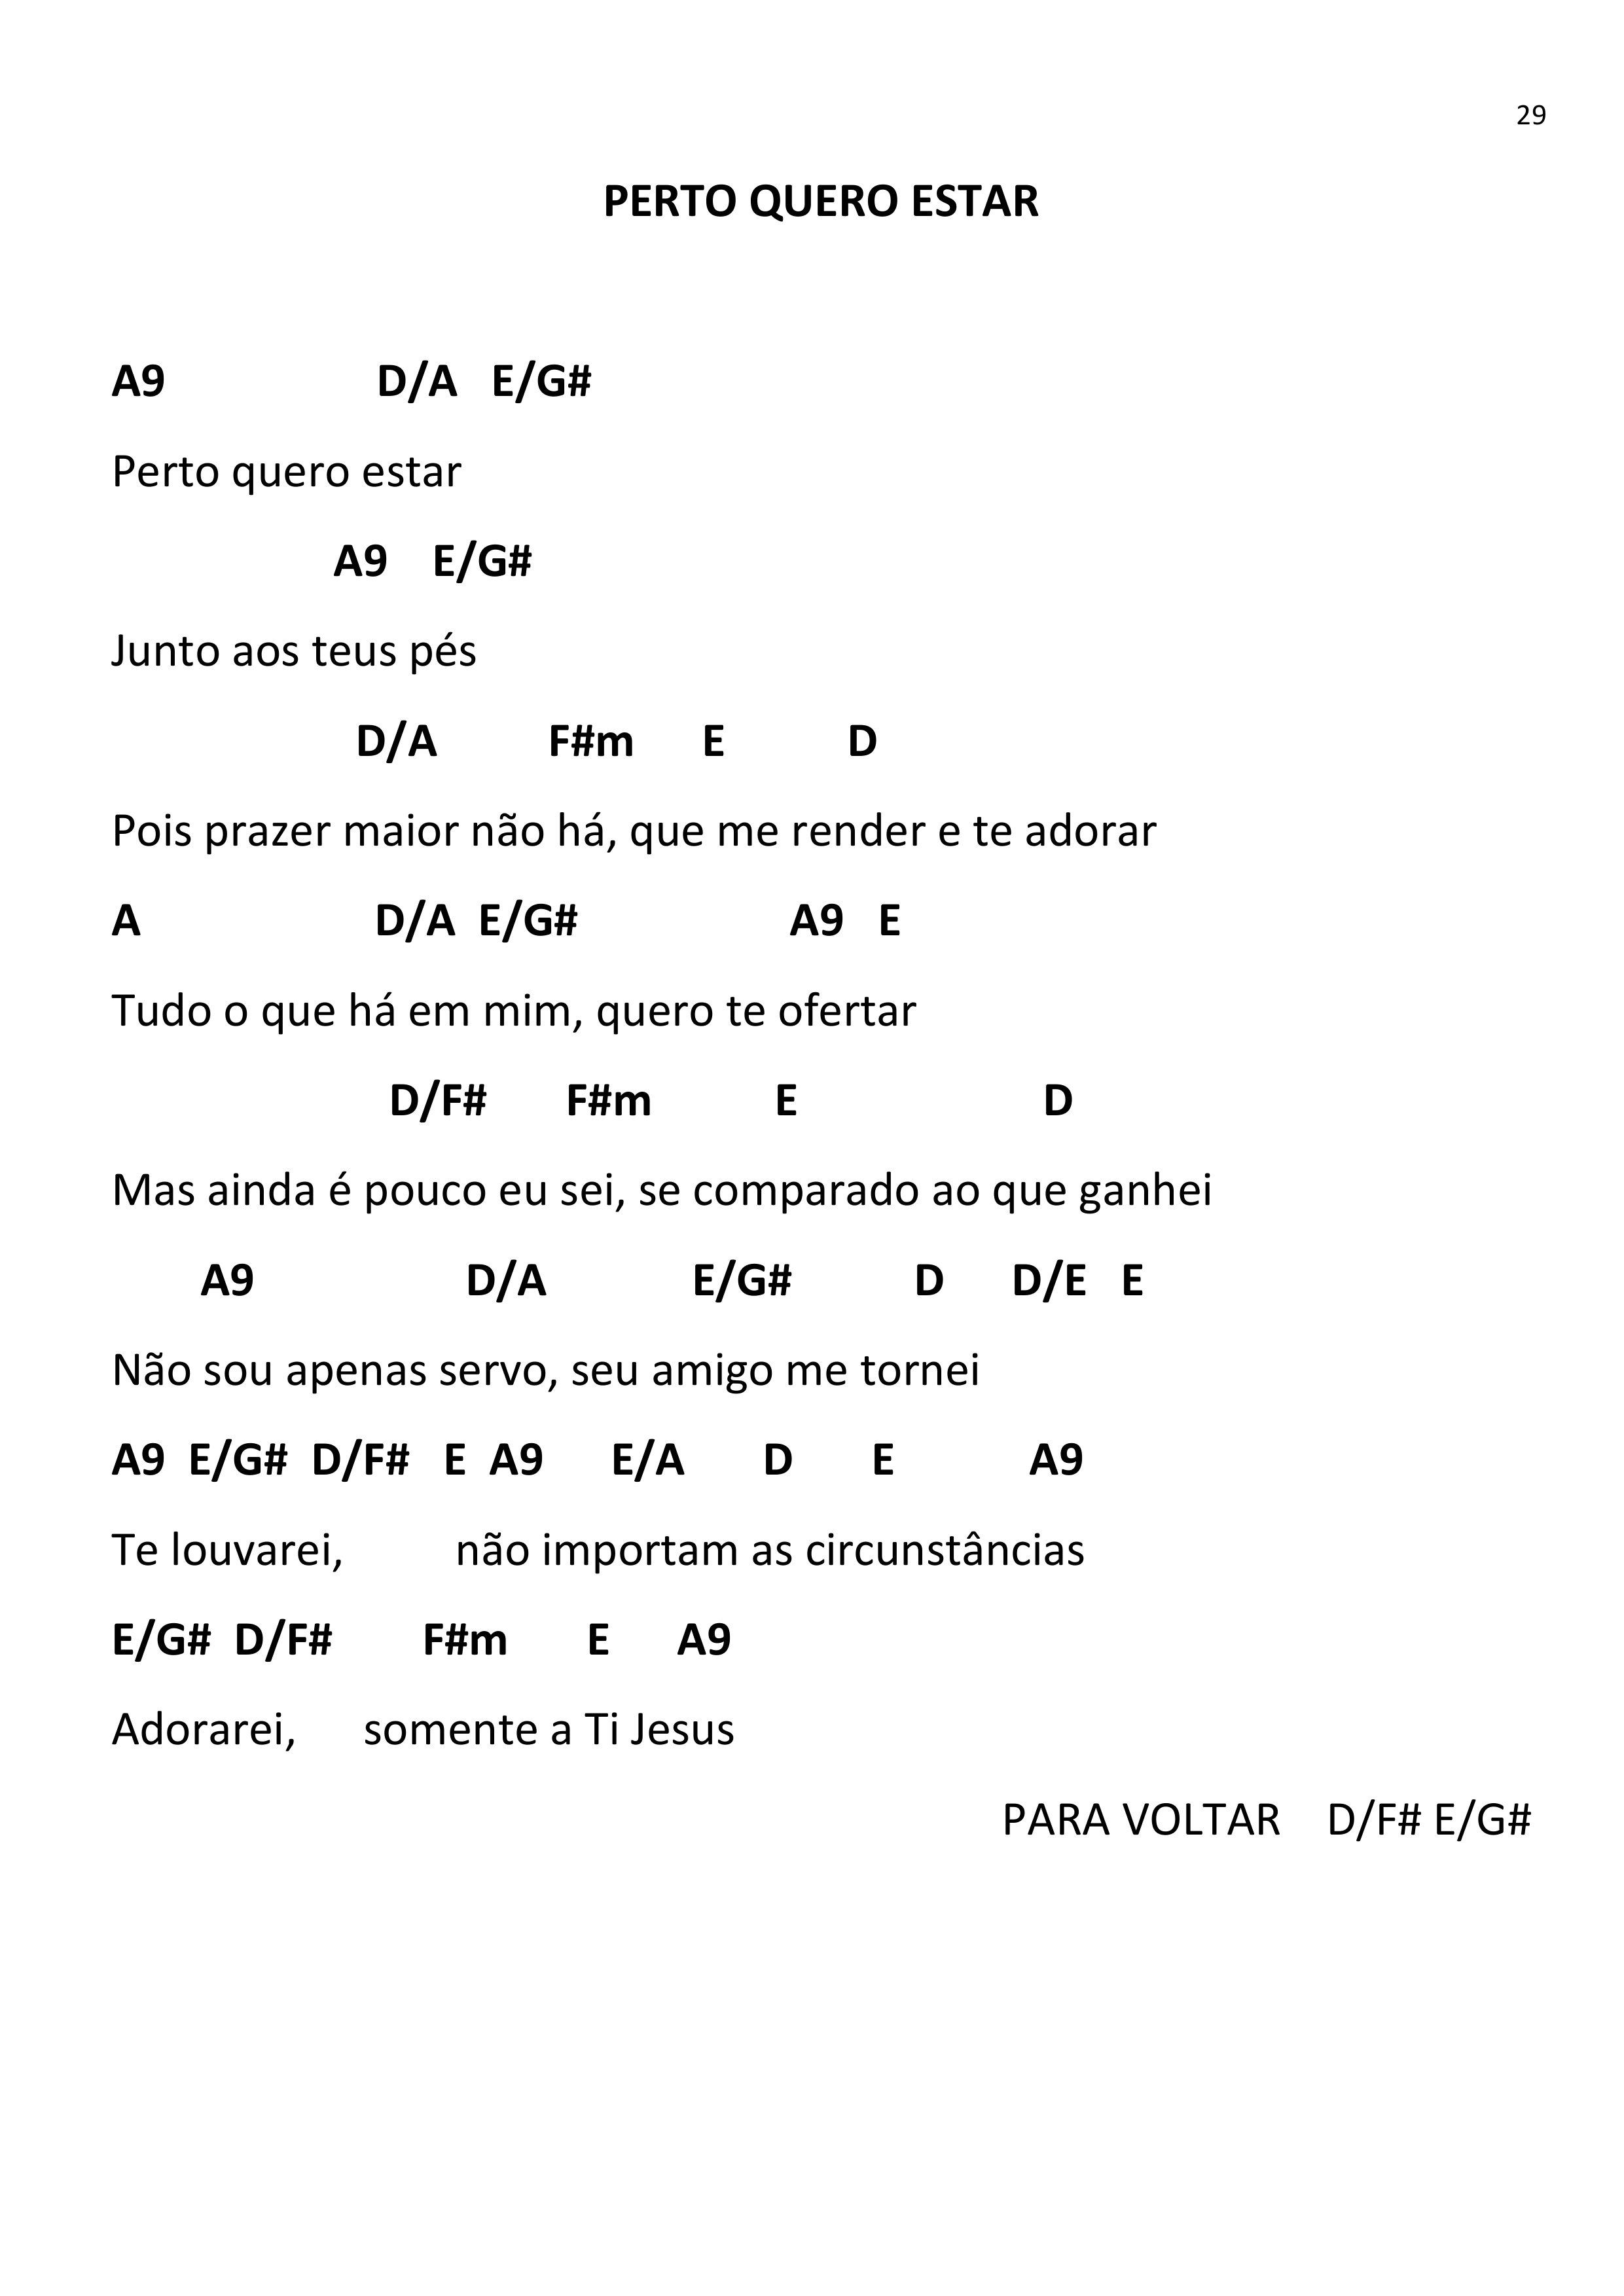 29
PERTO QUERO ESTAR
A9 D/A E/G#
Perto quero estar
A9 E/G#
Junto aos teus pés
D/A F#m E D
Pois prazer maior não há, que me render e te adorar
A D/A E/G# A9 E
Tudo o que há em mim, quero te ofertar
D/F# F#m E D
Mas ainda é pouco eu sei, se comparado ao que ganhei
A9 D/A E/G# D D/E E
Não sou apenas servo, seu amigo me tornei
A9 E/G# D/F# E A9 E/A D E A9
Te louvarei, não importam as circunstâncias
E/G# D/F# F#m E A9
Adorarei, somente a Ti Jesus
PARA VOLTAR D/F# E/G#